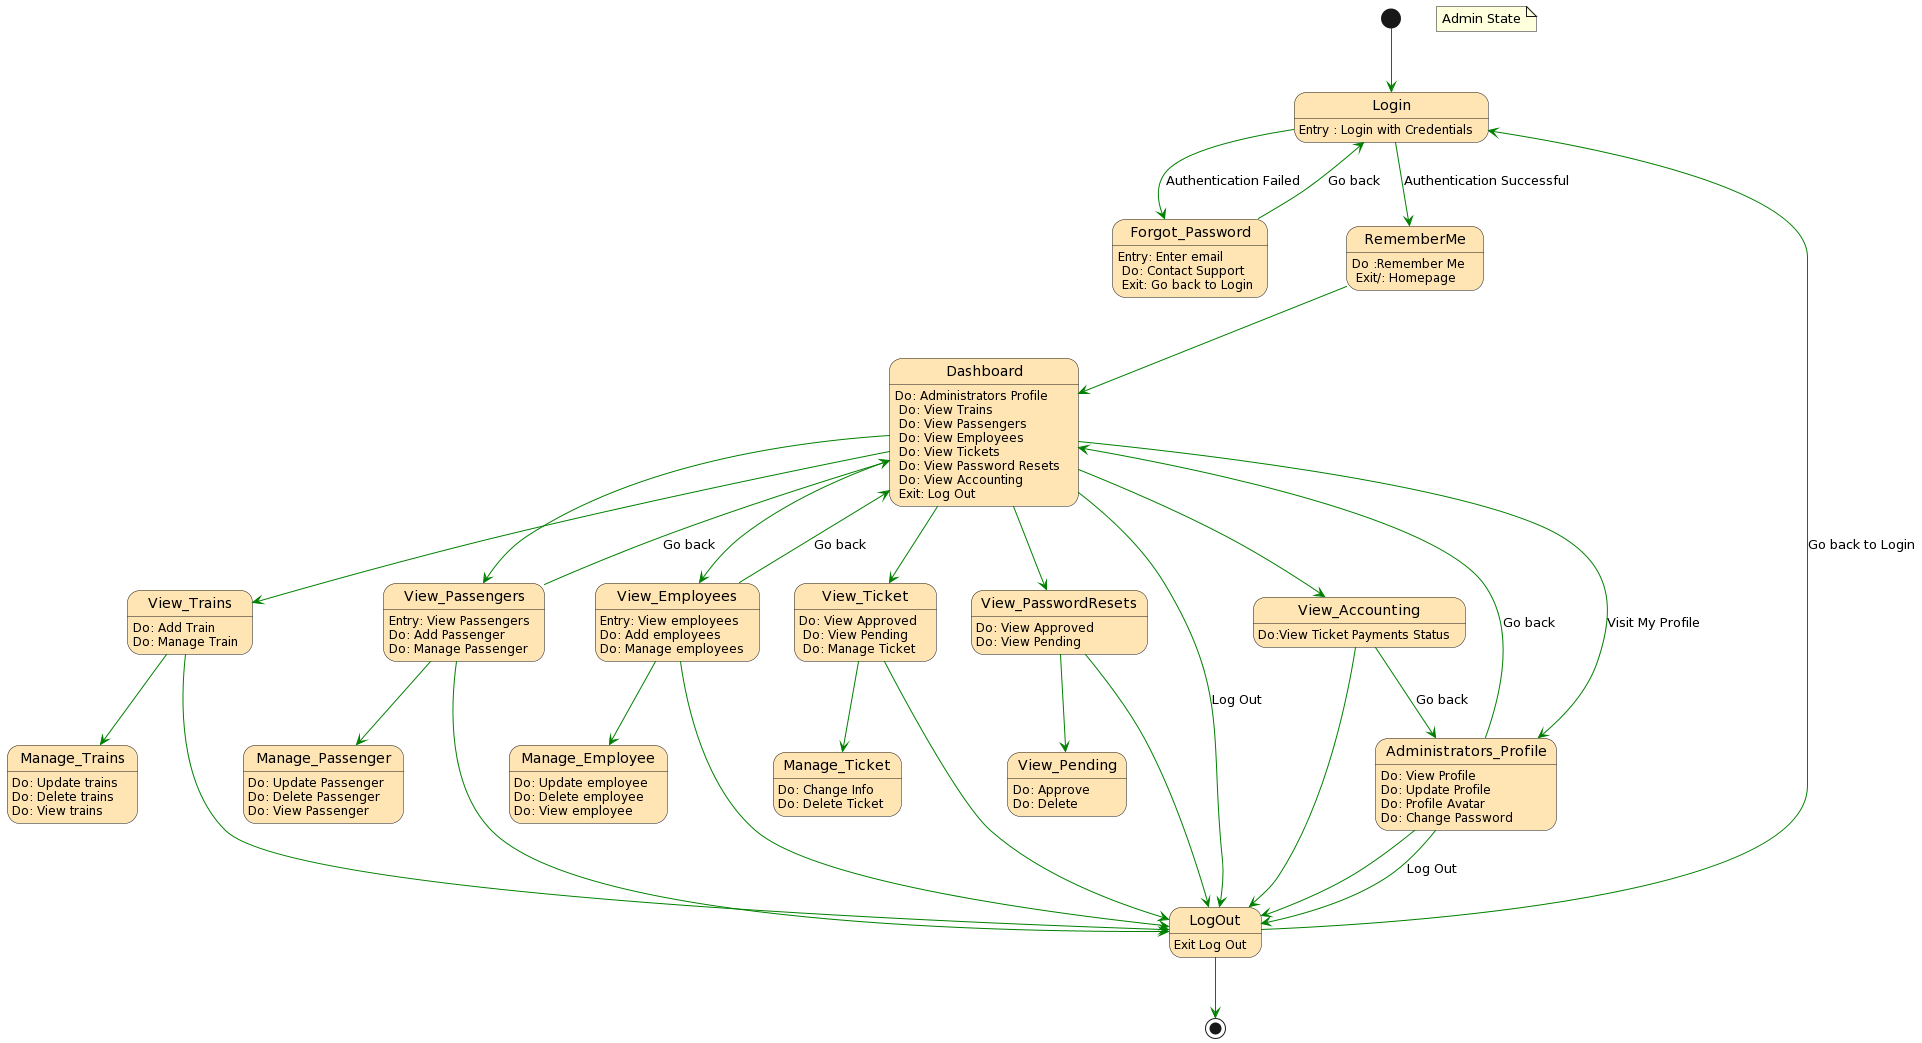 Admin State
Login
Entry : Login with Credentials
Authentication Failed
Go back
Authentication Successful
Forgot_Password
Entry: Enter email
Do: Contact Support
Exit: Go back to Login
RememberMe
Do :Remember Me
Exit/: Homepage
Dashboard
Do: Administrators Profile
Do: View Trains
Do: View Passengers
Do: View Employees
Do: View Tickets
Do: View Password Resets
Do: View Accounting
Exit: Log Out
Go back
Go back
Go back to Login
View_Trains
Do: Add Train
Do: Manage Train
View_Passengers
Entry: View Passengers
Do: Add Passenger
Do: Manage Passenger
View_Employees
Entry: View employees
Do: Add employees
Do: Manage employees
View_Ticket
Do: View Approved
Do: View Pending
Do: Manage Ticket
View_PasswordResets
Do: View Approved
Do: View Pending
View_Accounting
Do:View Ticket Payments Status
Go back
Visit My Profile
Log Out
Go back
Manage_Trains
Do: Update trains
Do: Delete trains
Do: View trains
Manage_Passenger
Do: Update Passenger
Do: Delete Passenger
Do: View Passenger
Manage_Employee
Do: Update employee
Do: Delete employee
Do: View employee
Manage_Ticket
Do: Change Info
Do: Delete Ticket
View_Pending
Do: Approve
Do: Delete
Administrators_Profile
Do: View Profile
Do: Update Profile
Do: Profile Avatar
Do: Change Password
Log Out
LogOut
Exit Log Out